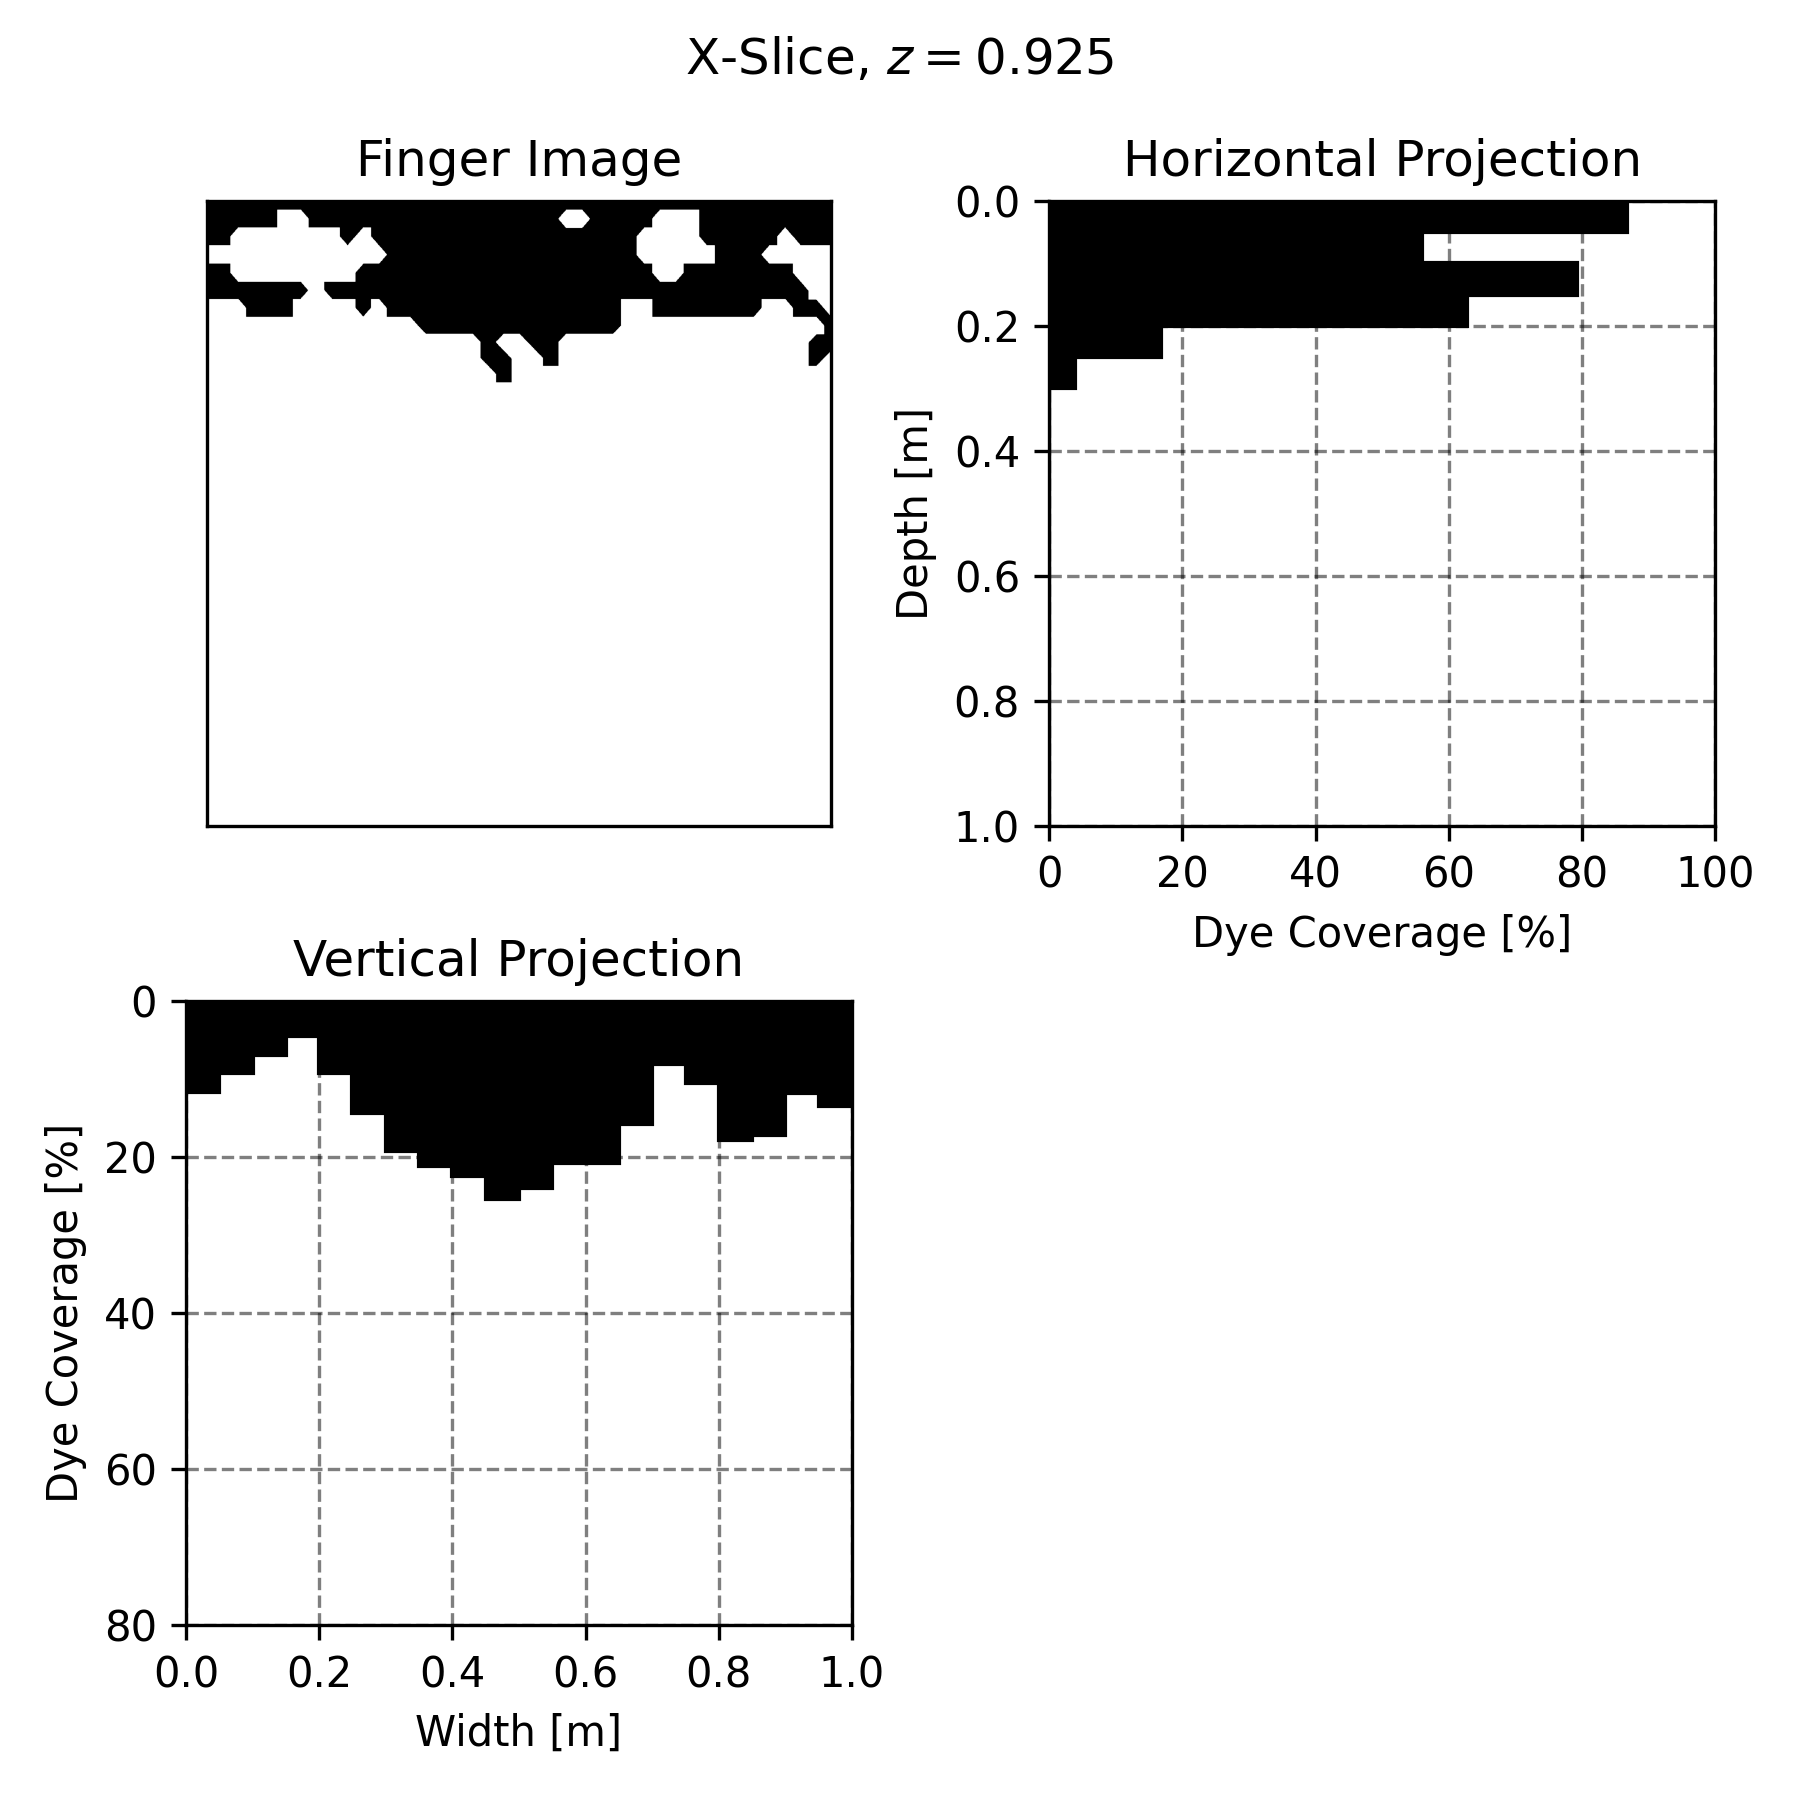 X-Slice, z = 0.925
Finger Image
Horizontal Projection
0.0
0.2
0.4
0.6
0.8
1.0
Depth [m]
0 20 40 60 80 100
Dye Coverage [%]
Vertical Projection
0
20
40
60
80
Dye Coverage [%]
0.0 0.2 0.4 0.6 0.8 1.0
Width [m]